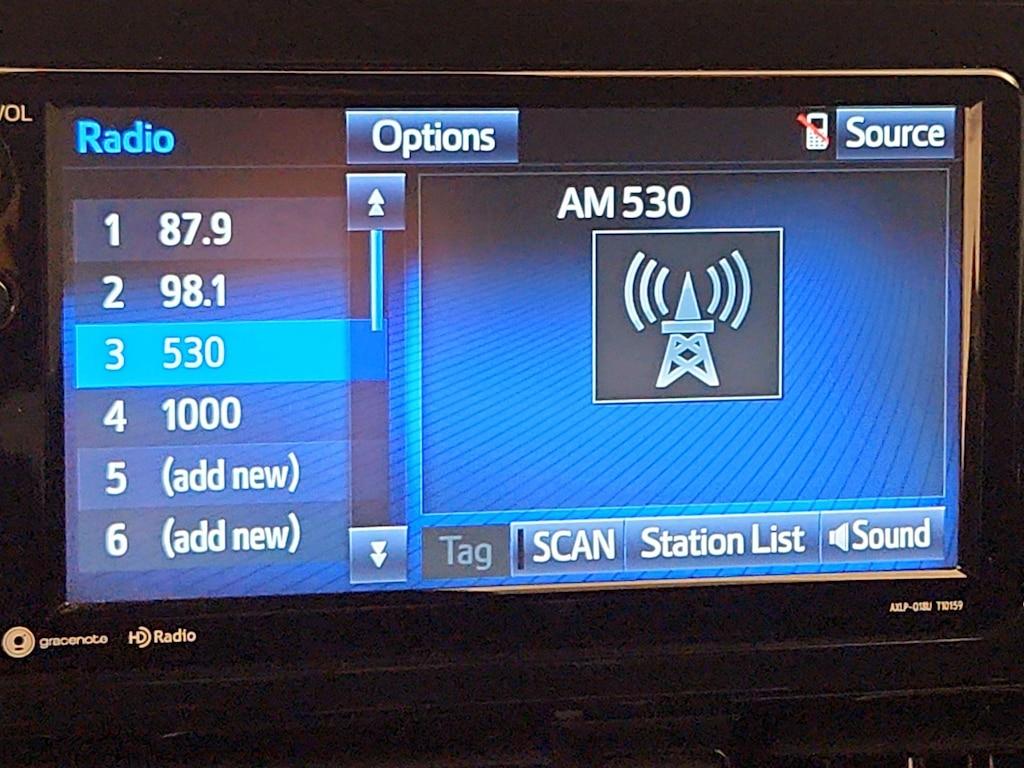 VOL
Radio
Options
Source
1 87.9
2 98.1
3 530
4 1000
5 (add new)
6 (add new)
AM 530
Tag
SCAN
Station List
Sound
AXLP-Q18U T10159
gracenote
HD Radio